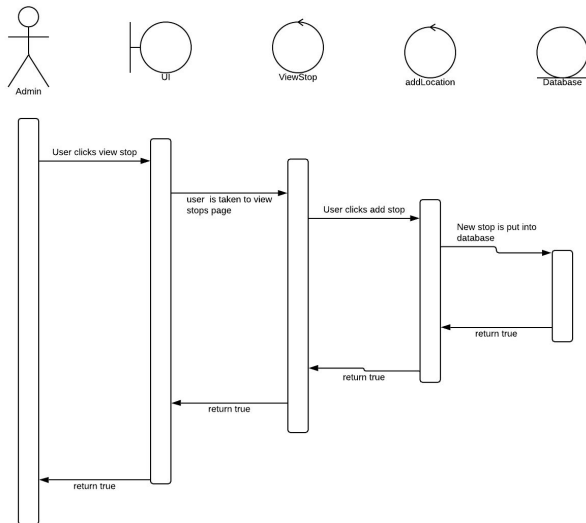 Admin
UI
ViewStop
addLocation
Database
User clicks view stop
user  is taken to view
stops page
User clicks add stop
New stop is put into
database
return true
return true
return true
return true